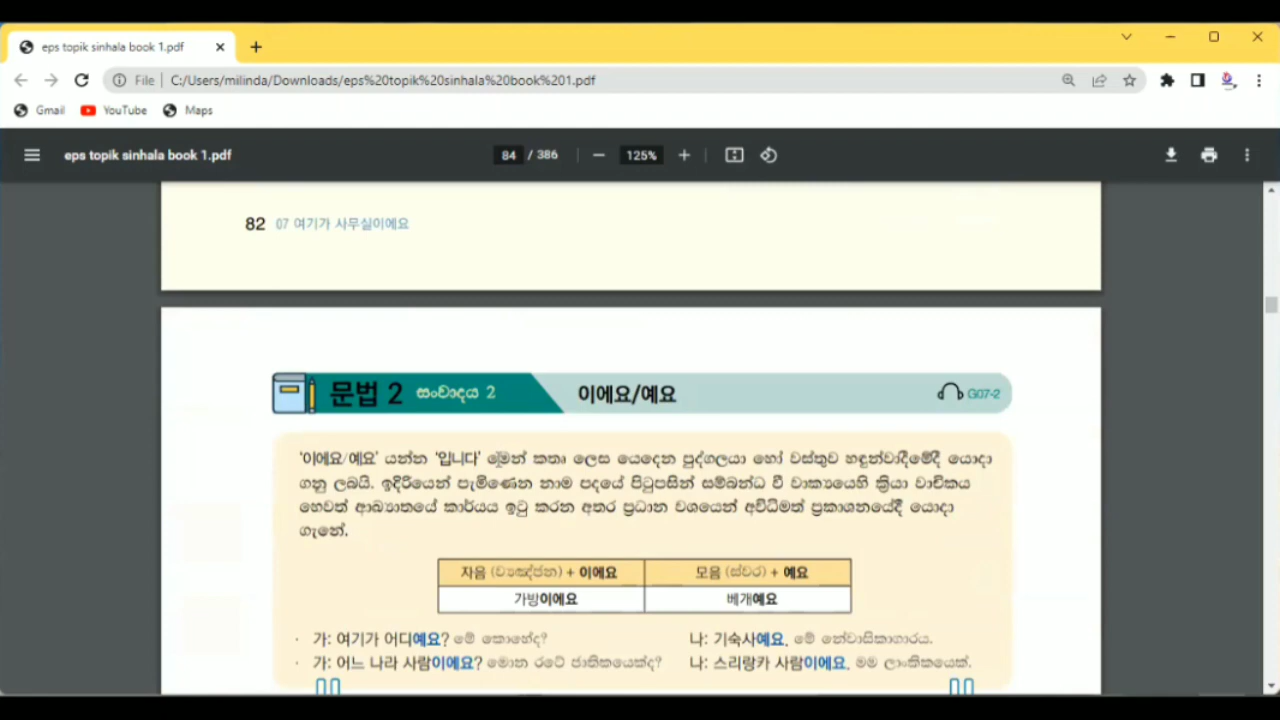 eps topik sinhala book 1.pdf
File C:/Users/milinda/Downloads/eps%20topik%20sinhala%20book%201.pdf
Gmail YouTube Maps
eps topik sinhala book 1.pdf 84 / 386 125%
82 07 여기가 사무실이에요
문법 2 සංවාදය 2 이에요/예요 G07-2
'이에요/예요' යන්න '입니다' මෙන් කතෘ ලෙස යෙදෙන පුද්ගලයා හෝ වස්තුව හඳුන්වාදීමේදී යොදා
ගනු ලබයි. ඉදිරියෙන් පැමිණෙන නාම පදයේ පිටුපසින් සම්බන්ධ වී වාක්‍යයෙහි ක්‍රියා වාචකය
හෙවත් ආඛ්‍යාතයේ කාර්යය ඉටු කරන අතර ප්‍රධාන වශයෙන් අවිධිමත් ප්‍රකාශනයේදී යොදා
ගැනේ.
자음 (ව්‍යඤ්ජන) + 이에요 모음 (ස්වර) + 예요
가방이에요 베개예요
· 가: 여기가 어디예요? මේ කොහේද? 나: 기숙사예요. මේ නේවාසිකාගාරය.
· 가: 어느 나라 사람이에요? මොන රටේ ජාතිකයෙක්ද? 나: 스리랑카 사람이에요. මම ලාංකිකයෙක්.